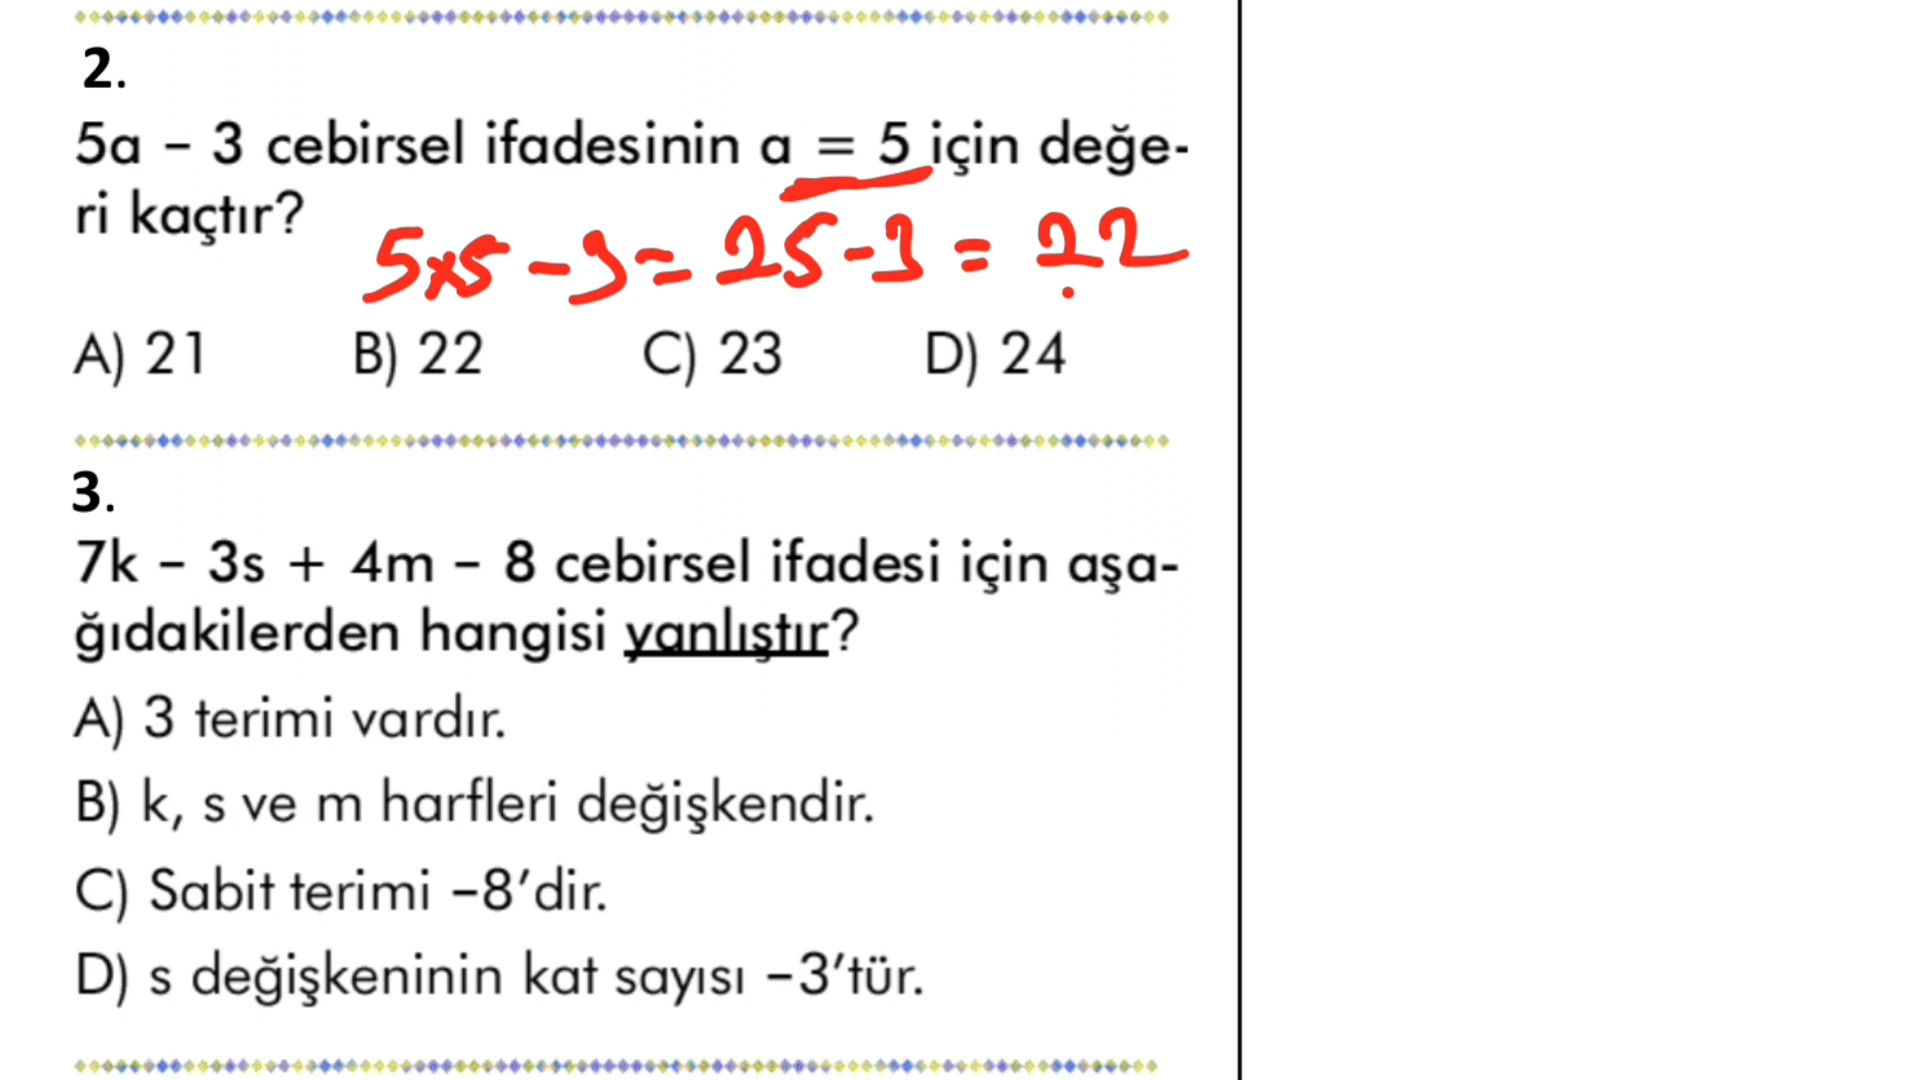 2.
5a – 3 cebirsel ifadesinin a = 5 için değe-
ri kaçtır?
5x5 - 3 = 25 - 3 = 22
A) 21 B) 22 C) 23 D) 24
3.
7k – 3s + 4m – 8 cebirsel ifadesi için aşa-
ğıdakilerden hangisi yanlıştır?
A) 3 terimi vardır.
B) k, s ve m harfleri değişkendir.
C) Sabit terimi –8’dir.
D) s değişkeninin kat sayısı –3’tür.